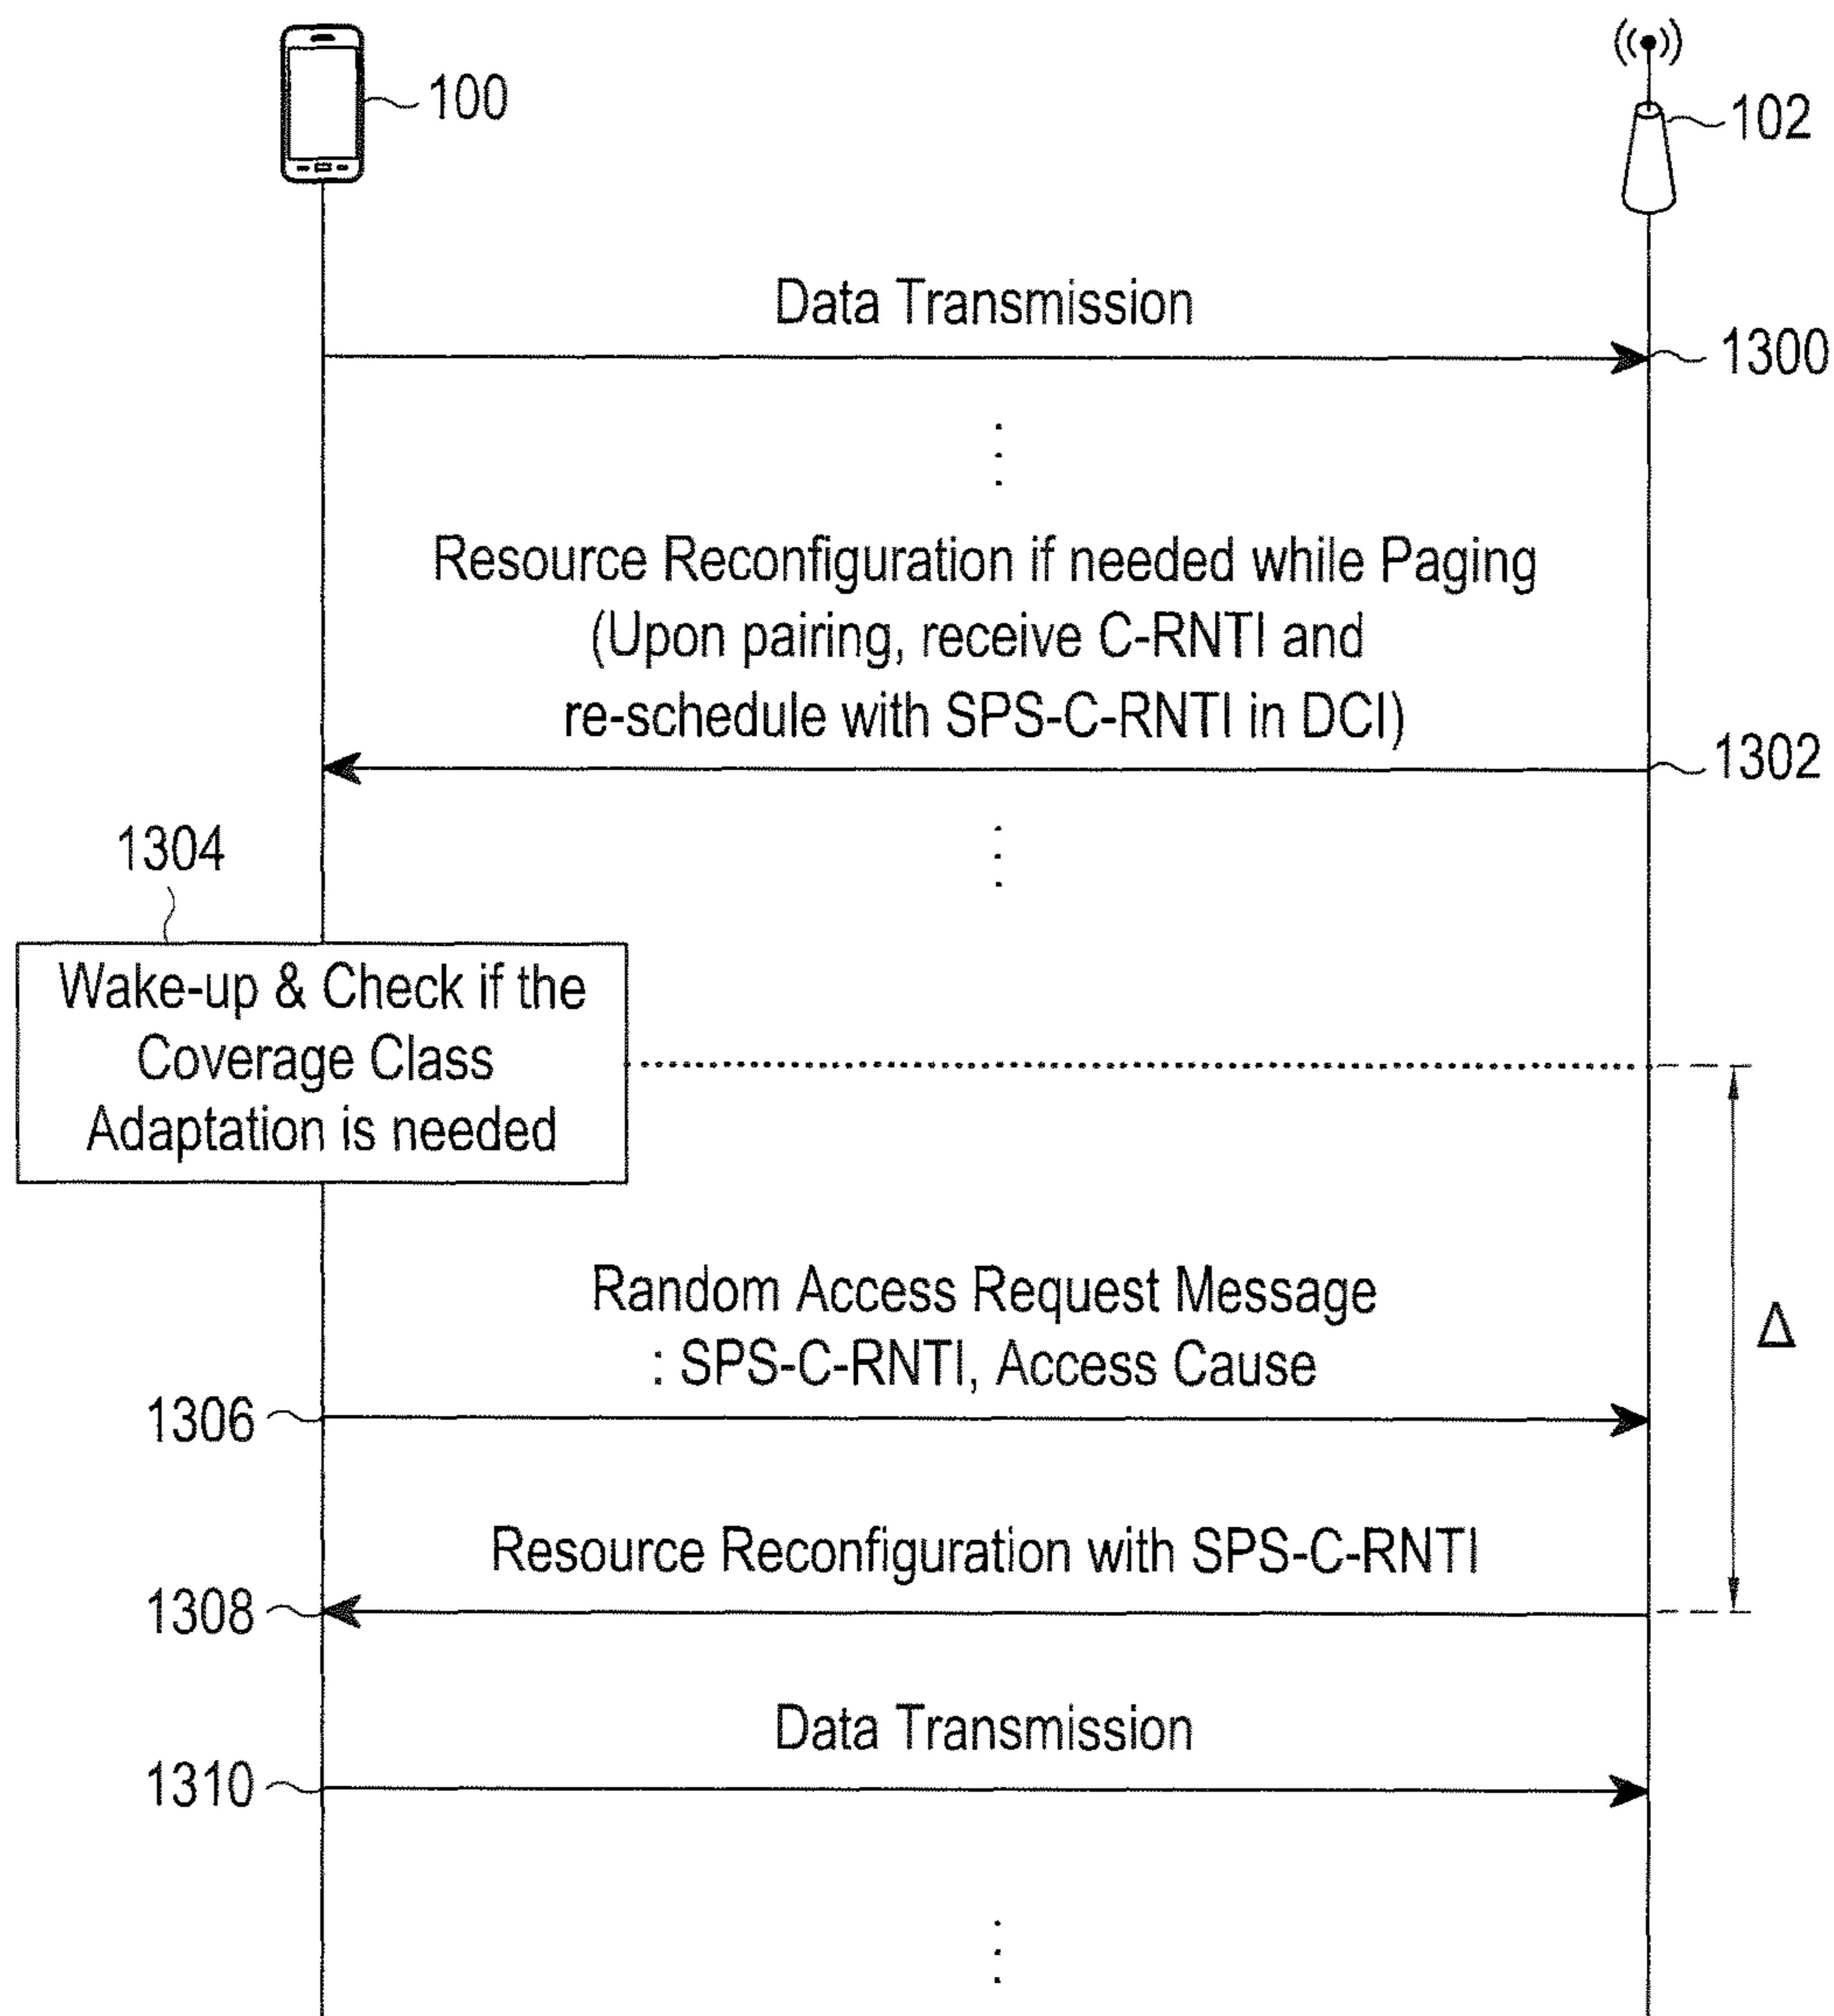 100
102
Data Transmission
1300
Resource Reconfiguration if needed while Paging
(Upon pairing, receive C-RNTI and
re-schedule with SPS-C-RNTI in DCI)
1302
1304
Wake-up & Check if the
Coverage Class
Adaptation is needed
Random Access Request Message
: SPS-C-RNTI, Access Cause
Δ
1306
Resource Reconfiguration with SPS-C-RNTI
1308
Data Transmission
1310